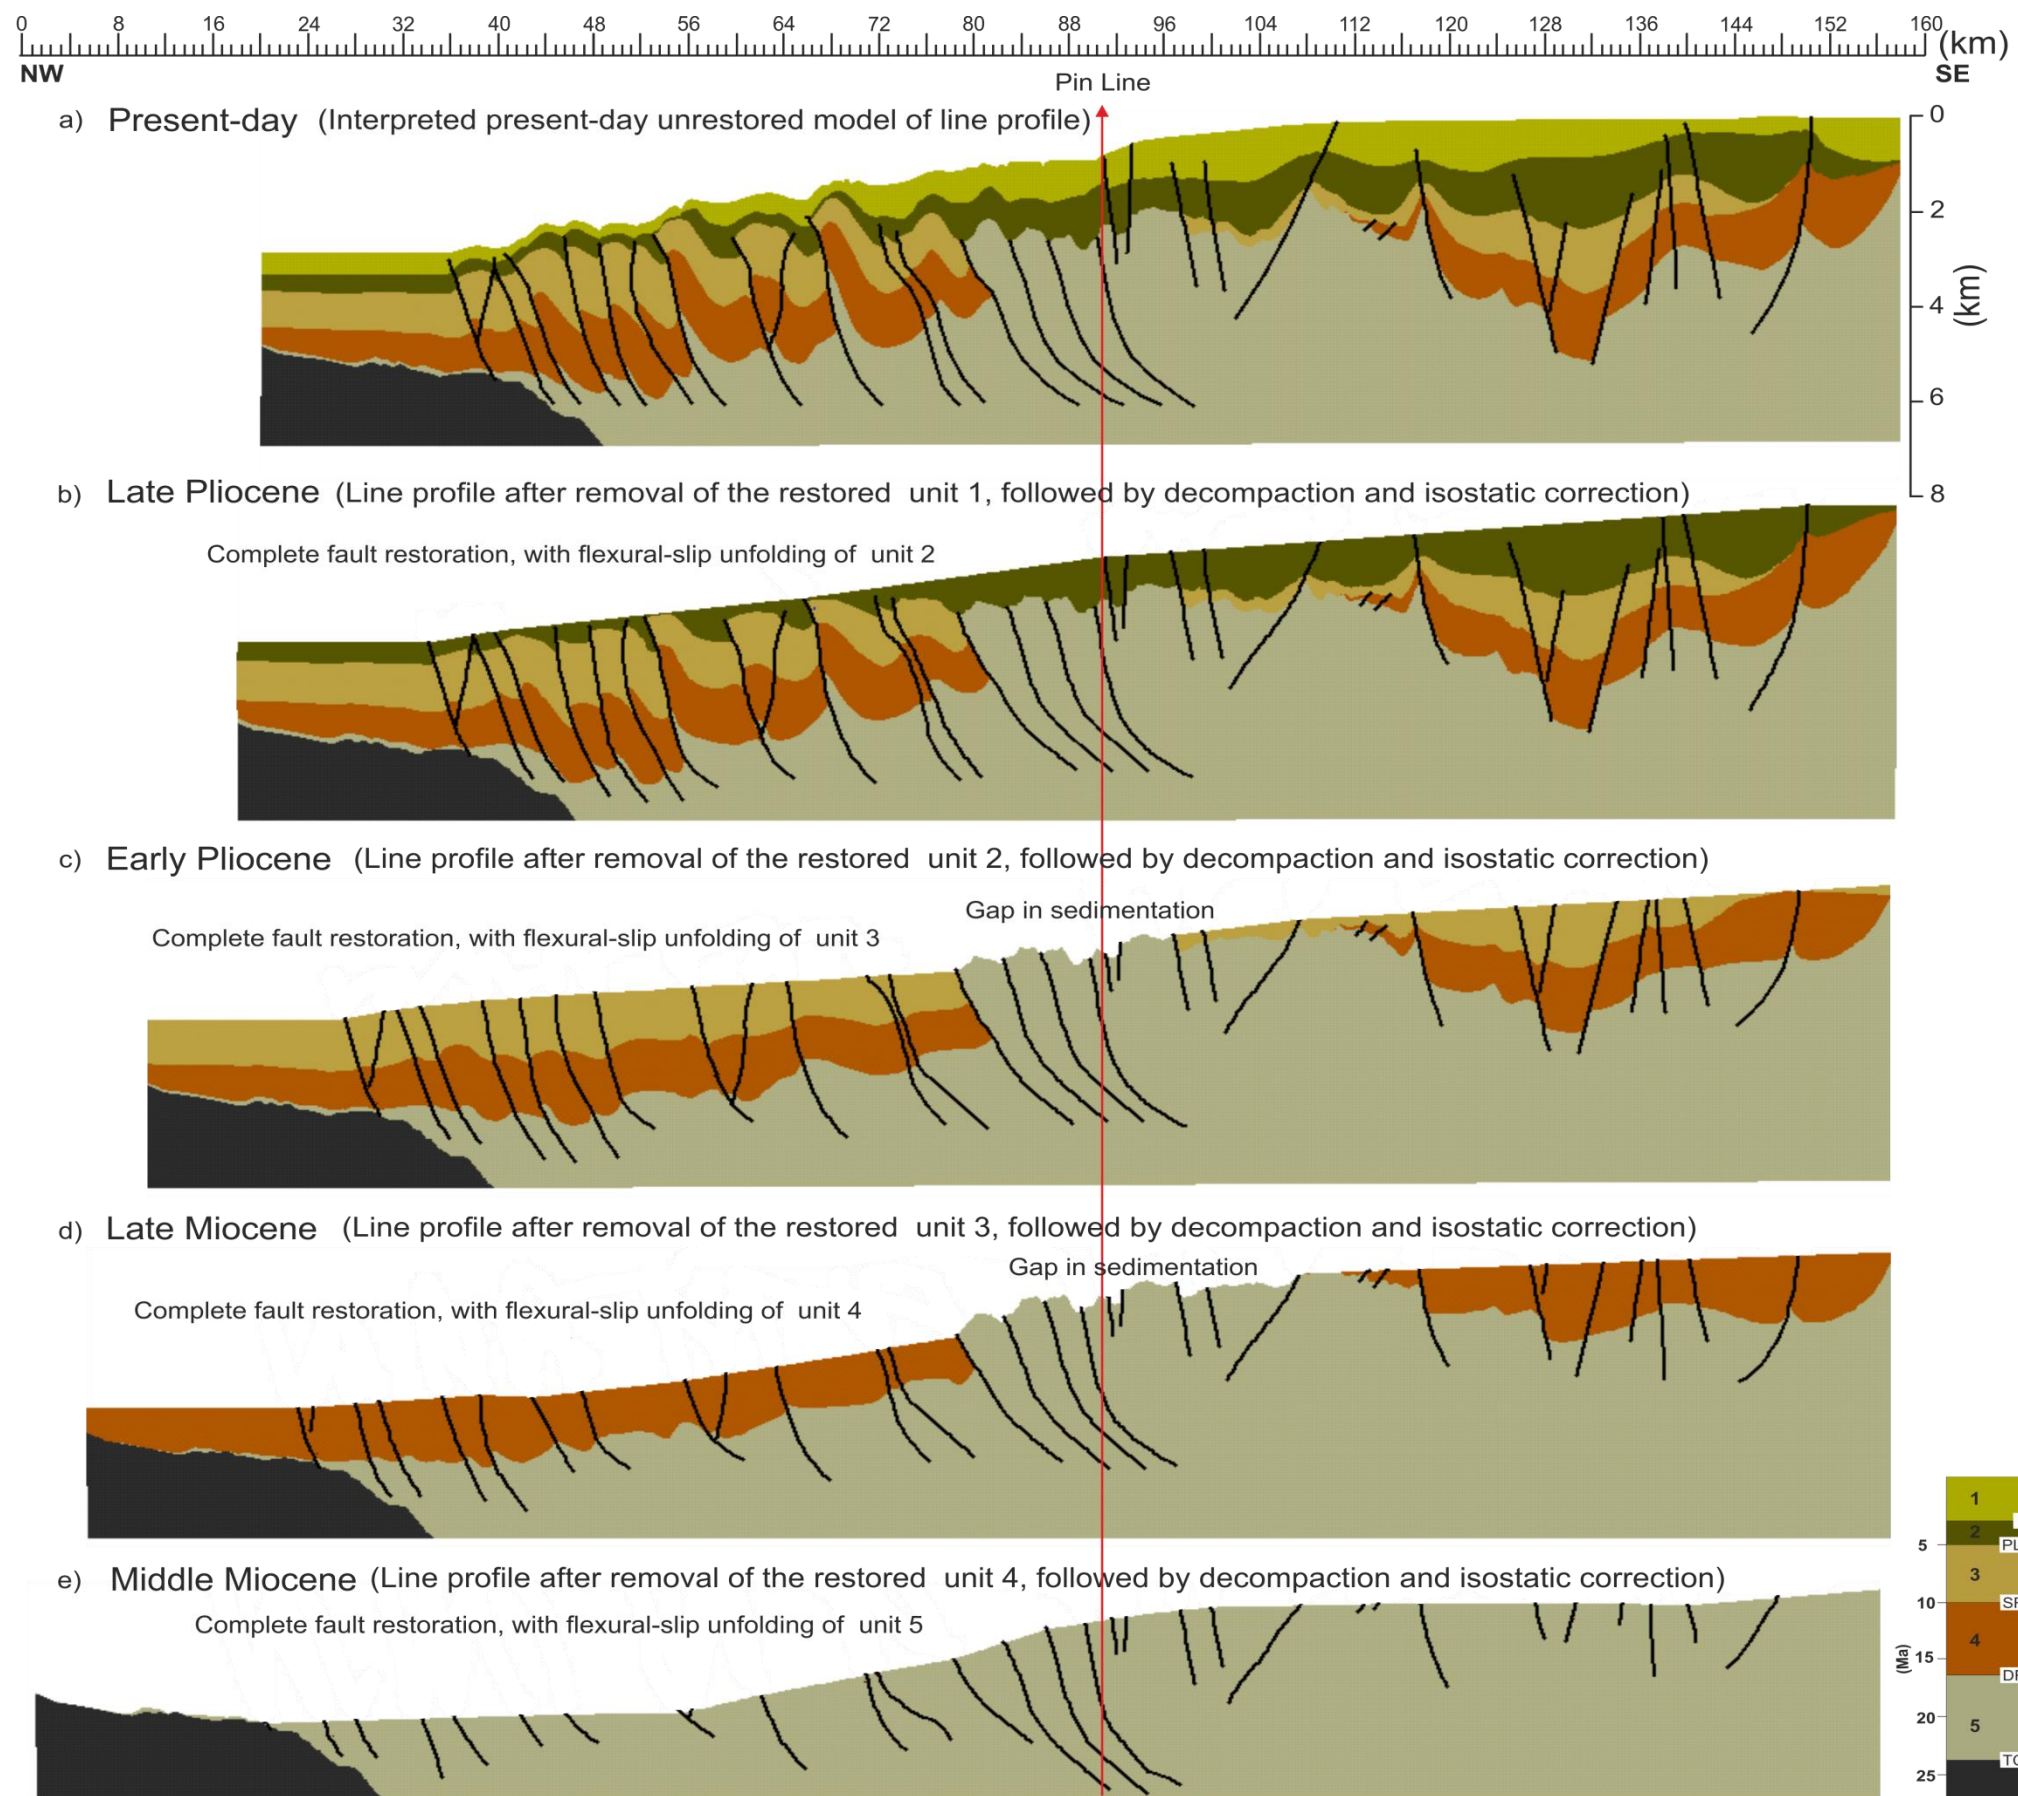 0 8 16 24 32 40 48 56 64 72 80 88 96 104 112 120 128 136 144 152 160 (km)
NW SE
Pin Line
a) Present-day (Interpreted present-day unrestored model of line profile)
0
2
4
6
8
(km)
b) Late Pliocene (Line profile after removal of the restored unit 1, followed by decompaction and isostatic correction)
Complete fault restoration, with flexural-slip unfolding of unit 2
c) Early Pliocene (Line profile after removal of the restored unit 2, followed by decompaction and isostatic correction)
Gap in sedimentation
Complete fault restoration, with flexural-slip unfolding of unit 3
d) Late Miocene (Line profile after removal of the restored unit 3, followed by decompaction and isostatic correction)
Gap in sedimentation
Complete fault restoration, with flexural-slip unfolding of unit 4
e) Middle Miocene (Line profile after removal of the restored unit 4, followed by decompaction and isostatic correction)
Complete fault restoration, with flexural-slip unfolding of unit 5
1
2
5
3
10
4
15
(Ma)
20
5
25